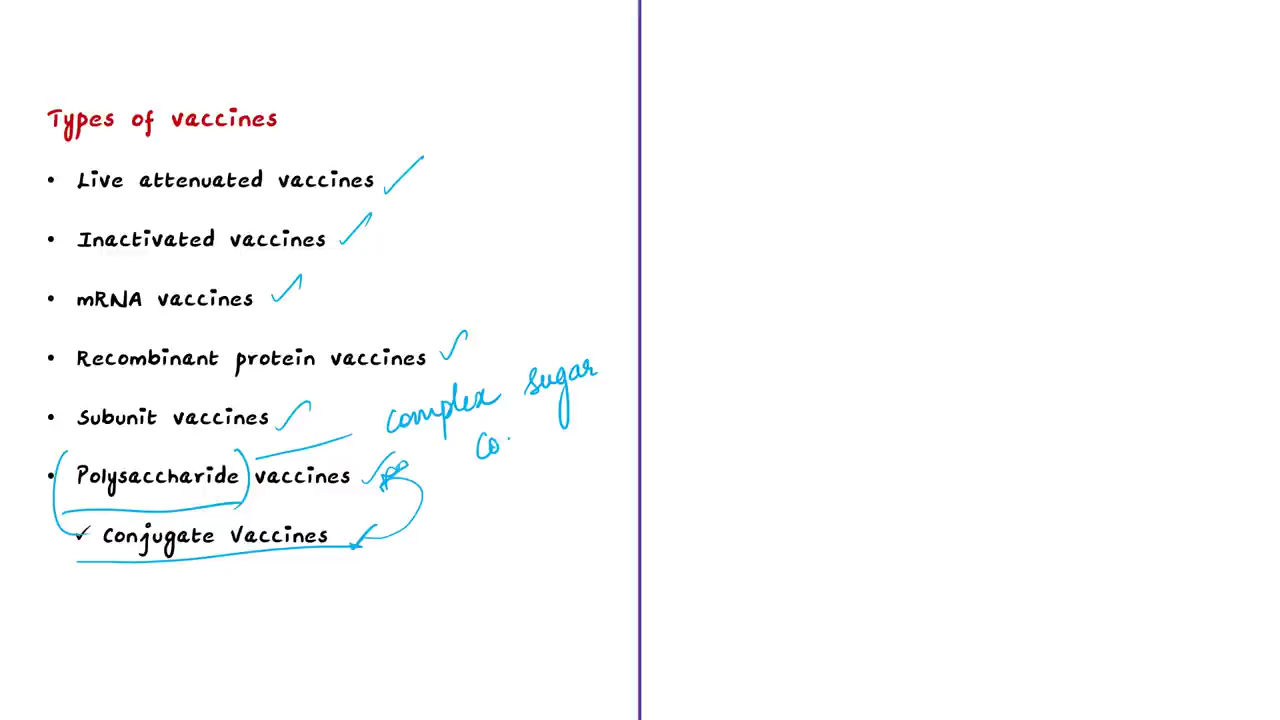 Types of vaccines
• Live attenuated vaccines
• Inactivated vaccines
• mRNA vaccines
• Recombinant protein vaccines
complex sugar
• Subunit vaccines
co
• Polysaccharide vaccines
✓ Conjugate Vaccines